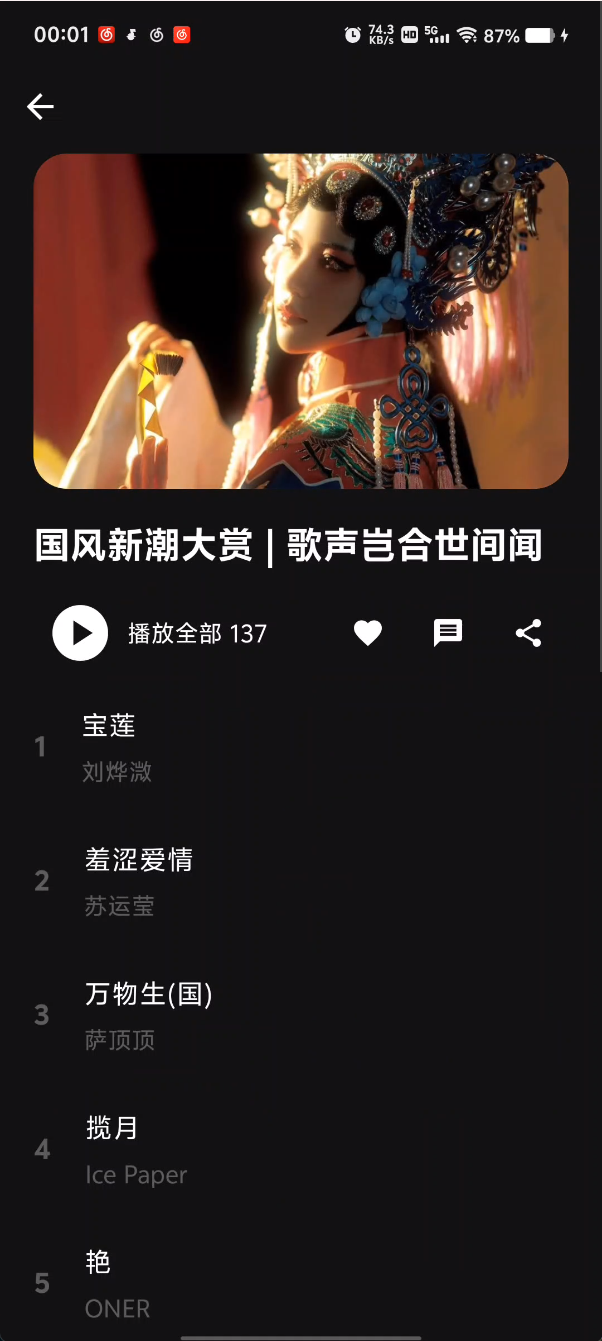 00:01 74.3 KB/s HD 5G 87%
国风新潮大赏 | 歌声岂合世间闻
播放全部 137
1 宝莲
刘烨溦
2 羞涩爱情
苏运莹
3 万物生(国)
萨顶顶
4 揽月
Ice Paper
5 艳
ONER